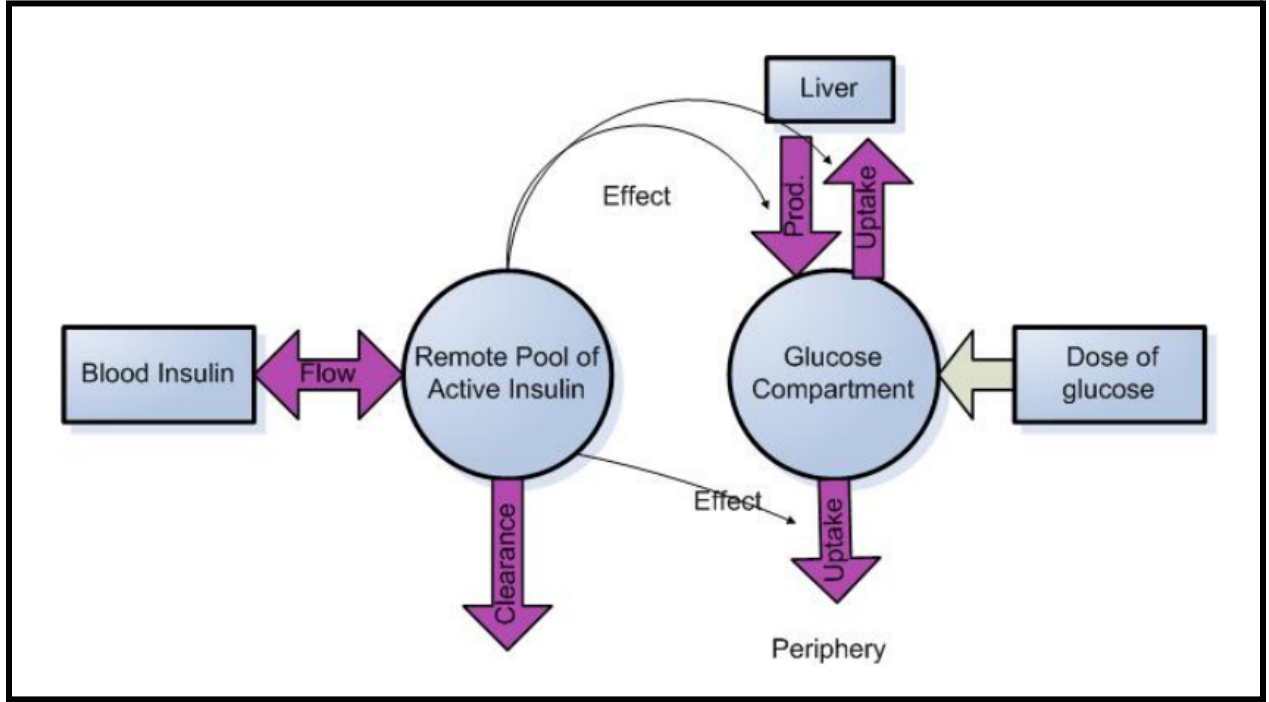 Liver
Prod.
Uptake
Effect
Blood Insulin
Flow
Remote Pool of
Active Insulin
Glucose
Compartment
Dose of
glucose
Effect
Clearance
Uptake
Periphery